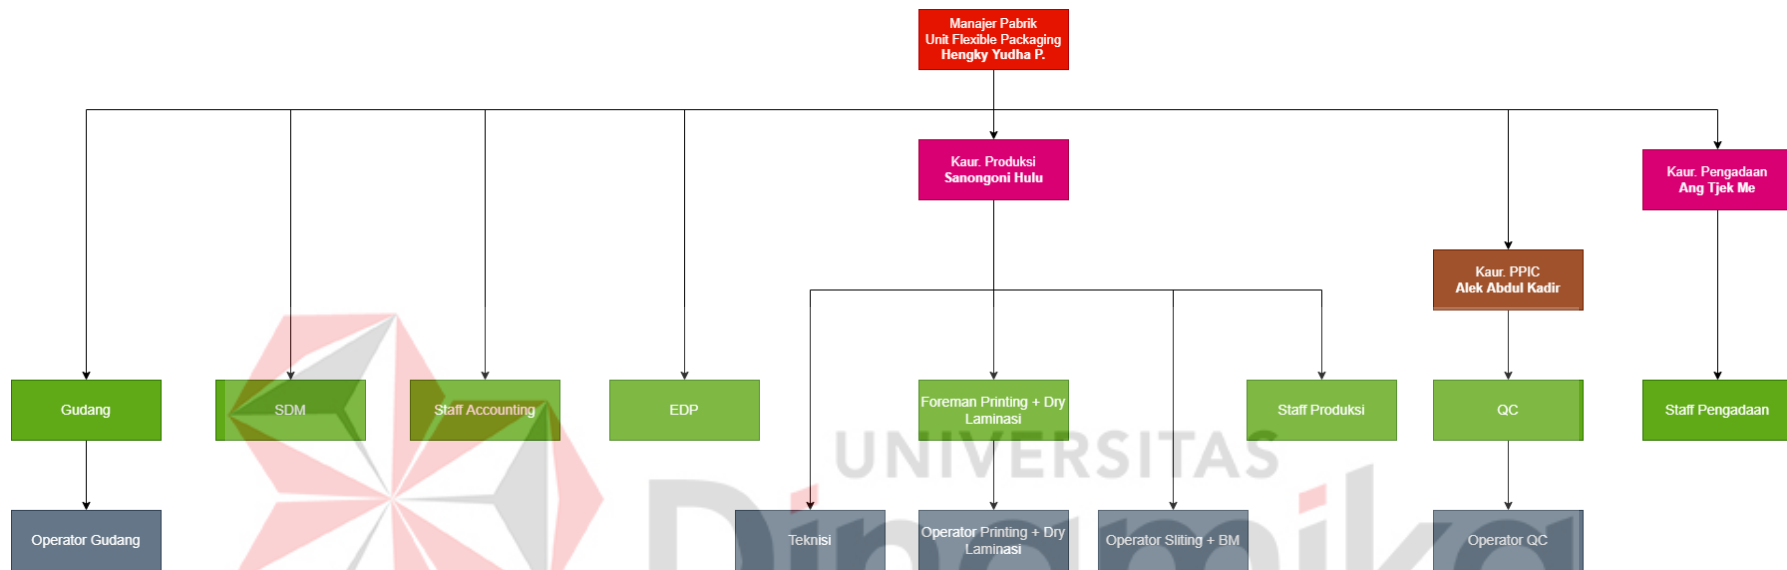 Manajer Pabrik
Unit Flexible Packaging
Hengky Yudha P.
Kaur. Produksi
Sanongoni Hulu
Kaur. Pengadaan
Ang Tjek Me
Kaur. PPIC
Alek Abdul Kadir
Gudang
SDM
Staff Accounting
EDP
Foreman Printing + Dry
Laminasi
Staff Produksi
QC
Staff Pengadaan
UNIVERSITAS
Dinamika
Operator Gudang
Teknisi
Operator Printing + Dry
Laminasi
Operator Sliting + BM
Operator QC